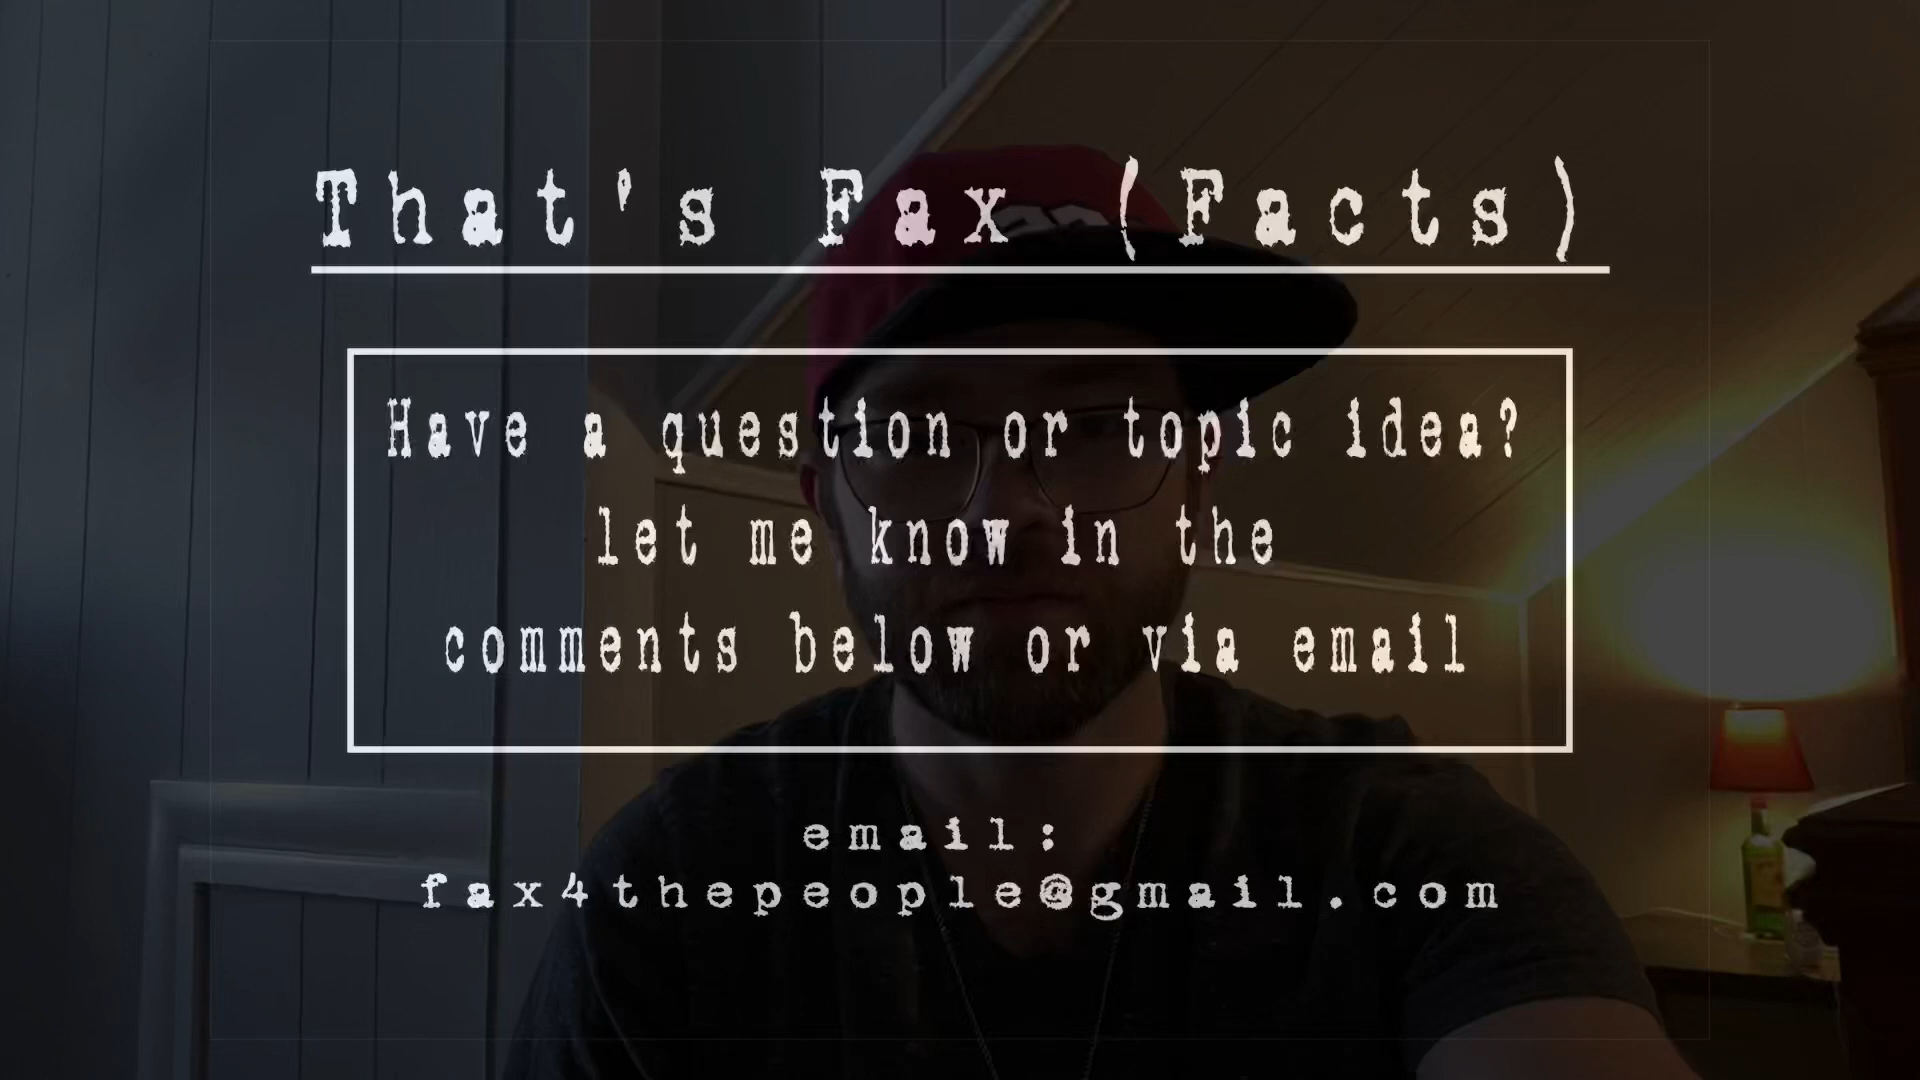 That's Fax (Facts)
Have a question or topic idea?
let me know in the
comments below or via email
email:
fax4thepeople@gmail.com